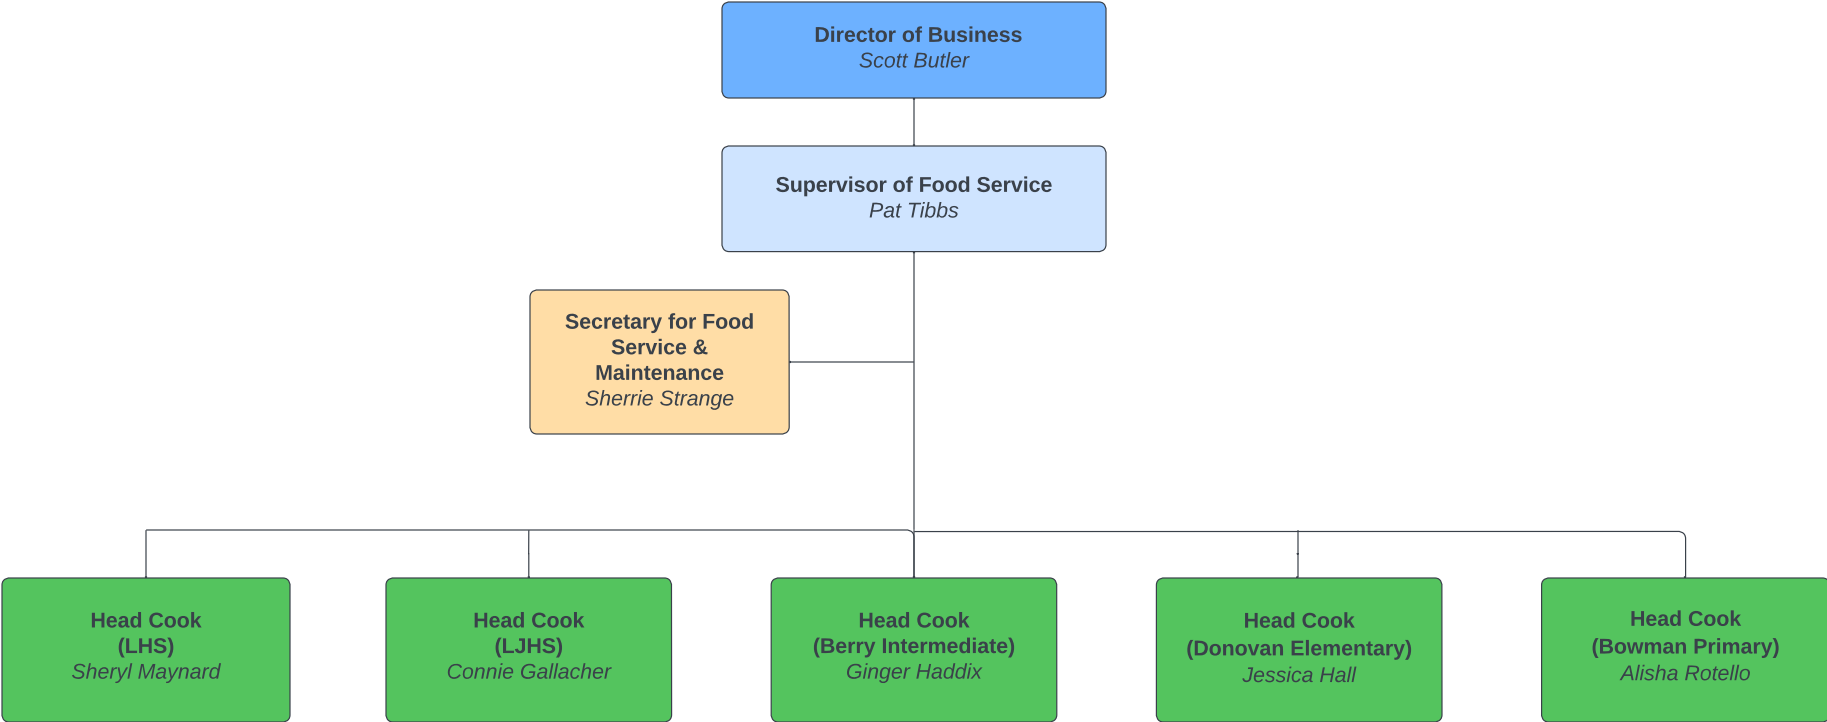 Director of Business
Scott Butler
Supervisor of Food Service
Pat Tibbs
Secretary for Food
Service &
Maintenance
Sherrie Strange
Head Cook
(LHS)
Sheryl Maynard
Head Cook
(LJHS)
Connie Gallacher
Head Cook
(Berry Intermediate)
Ginger Haddix
Head Cook
(Donovan Elementary)
Jessica Hall
Head Cook
(Bowman Primary)
Alisha Rotello